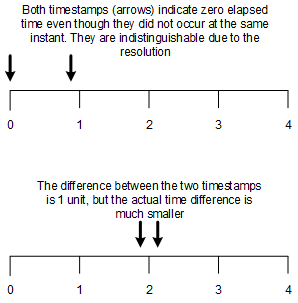 Both timestamps (arrows) indicate zero elapsed
time even though they did not occur at the same
instant. They are indistinguishable due to the
resolution
0 1 2 3 4
The difference between the two timestamps
is 1 unit, but the actual time difference is
much smaller
0 1 2 3 4